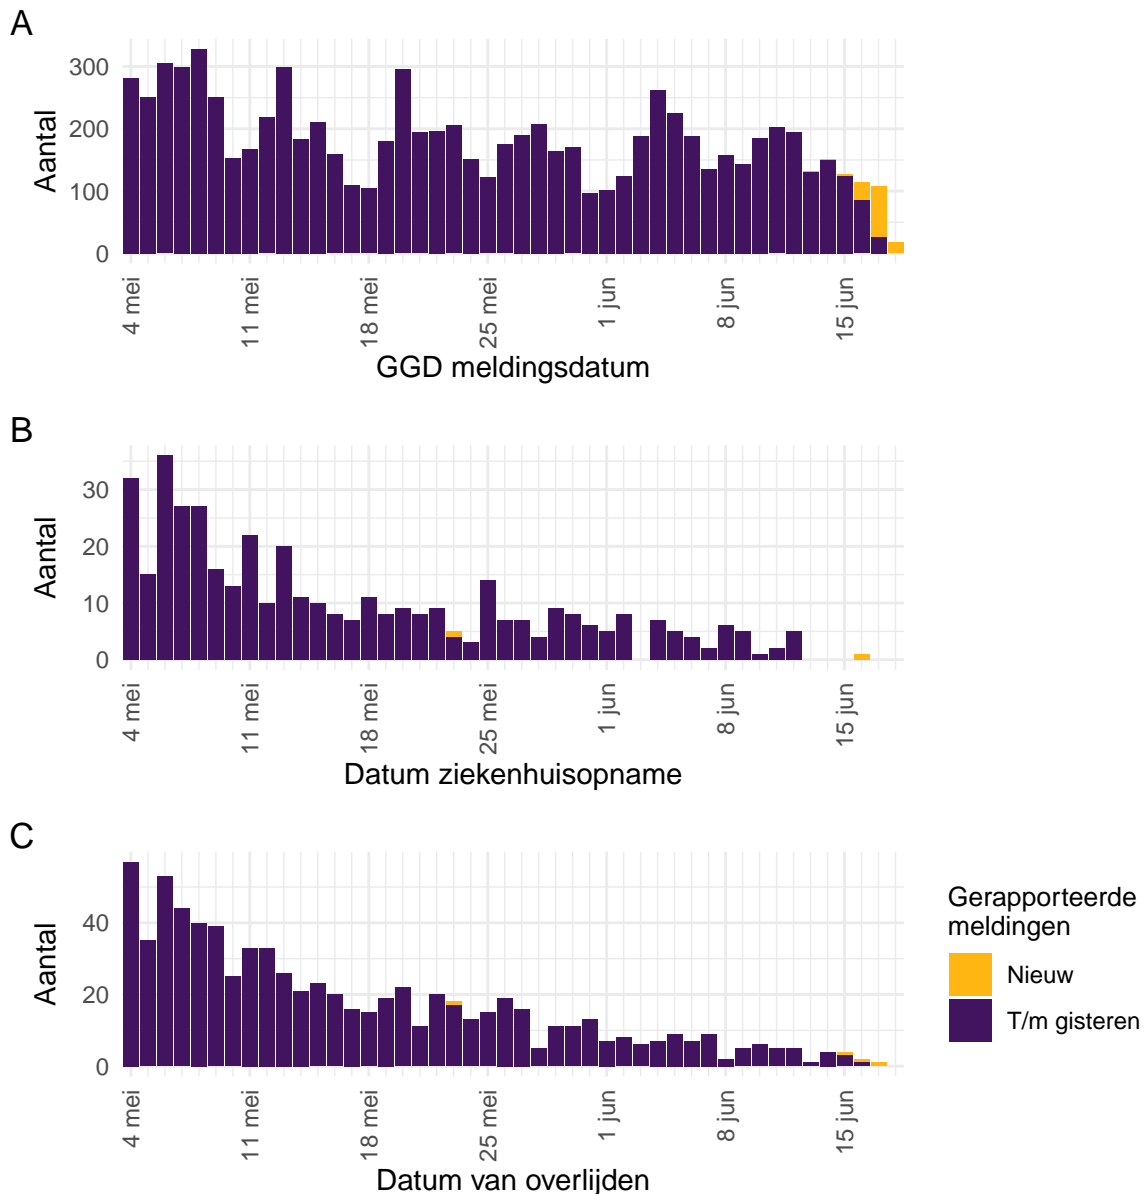 A
Aantal
300
200
100
0
4 mei
11 mei
18 mei
25 mei
1 jun
8 jun
15 jun
GGD meldingsdatum
B
Aantal
30
20
10
0
4 mei
11 mei
18 mei
25 mei
1 jun
8 jun
15 jun
Datum ziekenhuisopname
C
Aantal
40
20
0
4 mei
11 mei
18 mei
25 mei
1 jun
8 jun
15 jun
Datum van overlijden
Gerapporteerde
meldingen
Nieuw
T/m gisteren